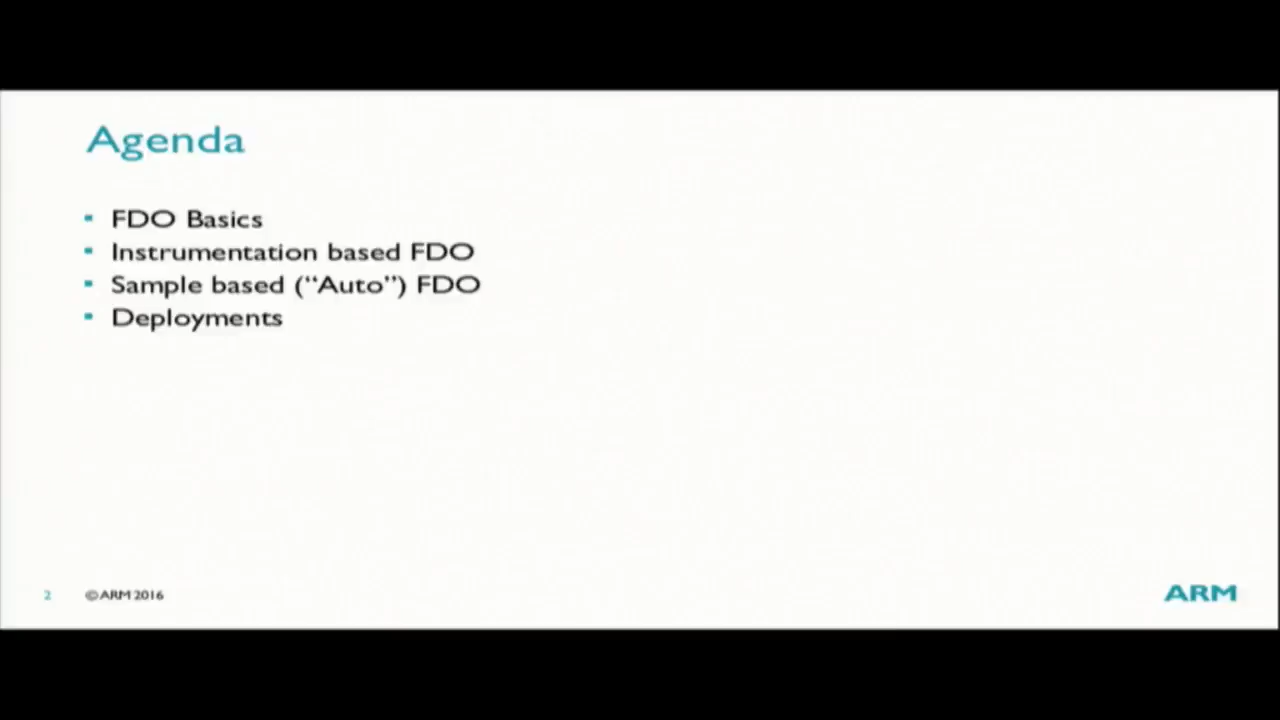 Agenda
▪ FDO Basics
▪ Instrumentation based FDO
▪ Sample based (“Auto”) FDO
▪ Deployments
2 ©ARM 2016
ARM